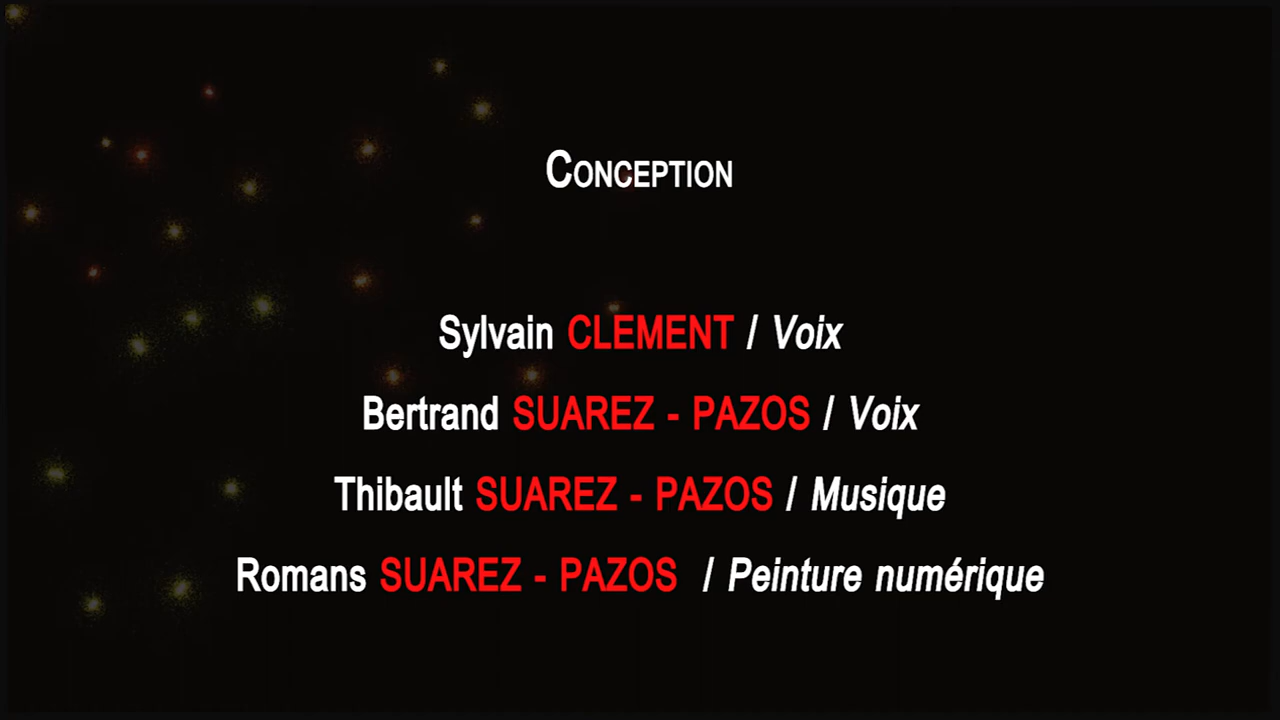 CONCEPTION
Sylvain CLEMENT / Voix
Bertrand SUAREZ - PAZOS / Voix
Thibault SUAREZ - PAZOS / Musique
Romans SUAREZ - PAZOS / Peinture numérique